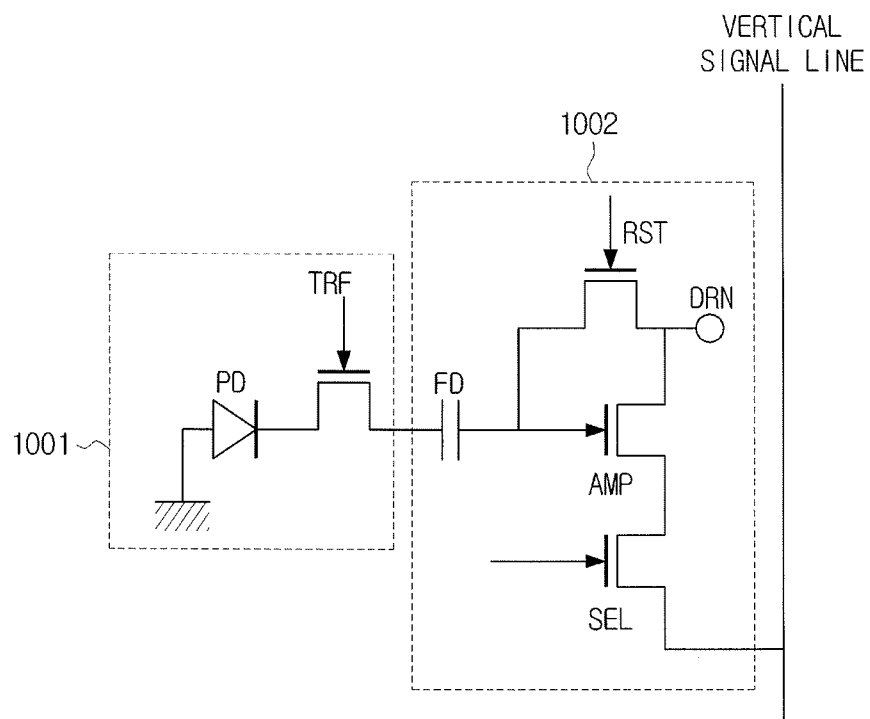 VERTICAL
SIGNAL LINE
1002
RST
TRF
DRN
PD
FD
1001
AMP
SEL